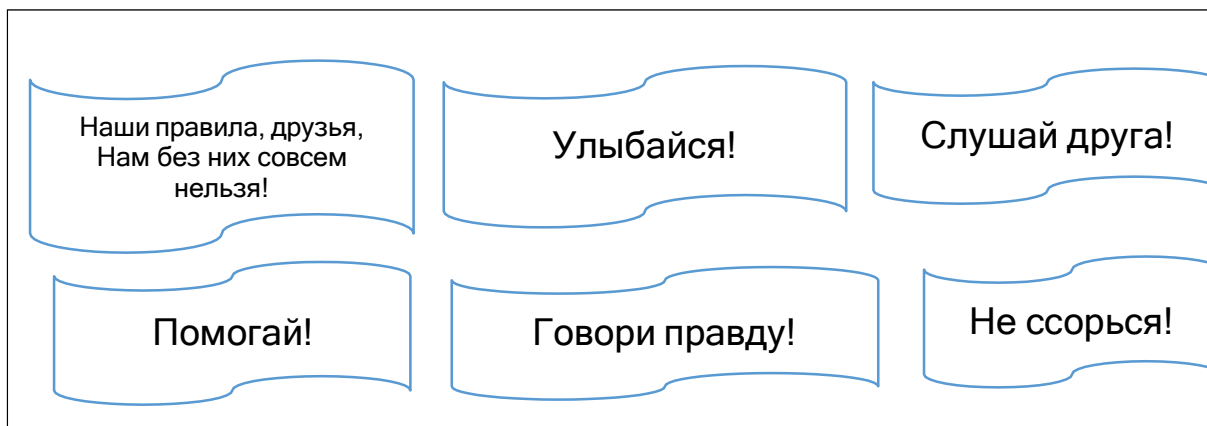 Наши правила, друзья,
Нам без них совсем
нельзя!
Улыбайся!
Слушай друга!
Помогай!
Говори правду!
Не ссорься!